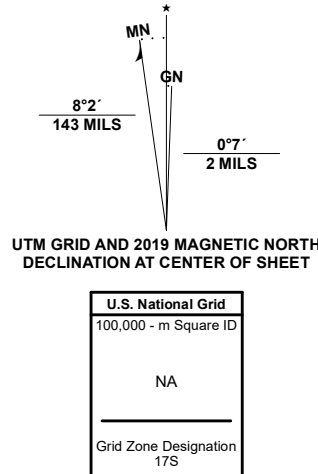 ★
MN
GN
8°2´
143 MILS
0°7´
2 MILS
UTM GRID AND 2019 MAGNETIC NORTH
DECLINATION AT CENTER OF SHEET
U.S. National Grid
100,000 - m Square ID
NA
Grid Zone Designation
17S